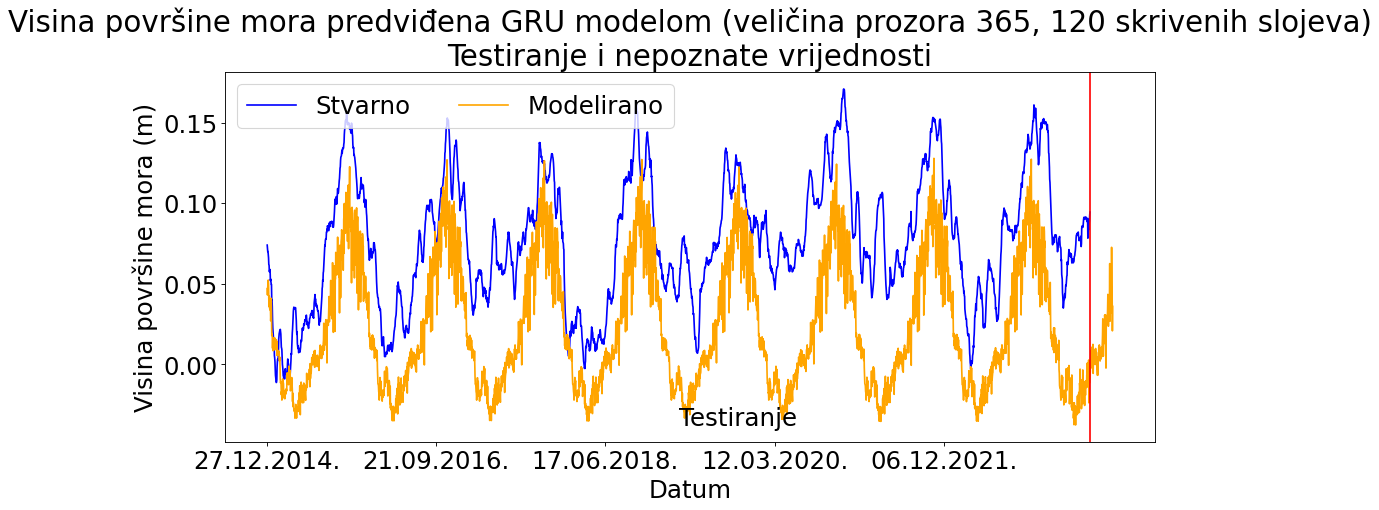 Visina površine mora predviđena GRU modelom (veličina prozora 365, 120 skrivenih slojeva)
Testiranje i nepoznate vrijednosti
Stvarno
Modelirano
Visina površine mora (m)
0.15
0.10
0.05
0.00
Testiranje
27.12.2014.
21.09.2016.
17.06.2018.
12.03.2020.
06.12.2021.
Datum